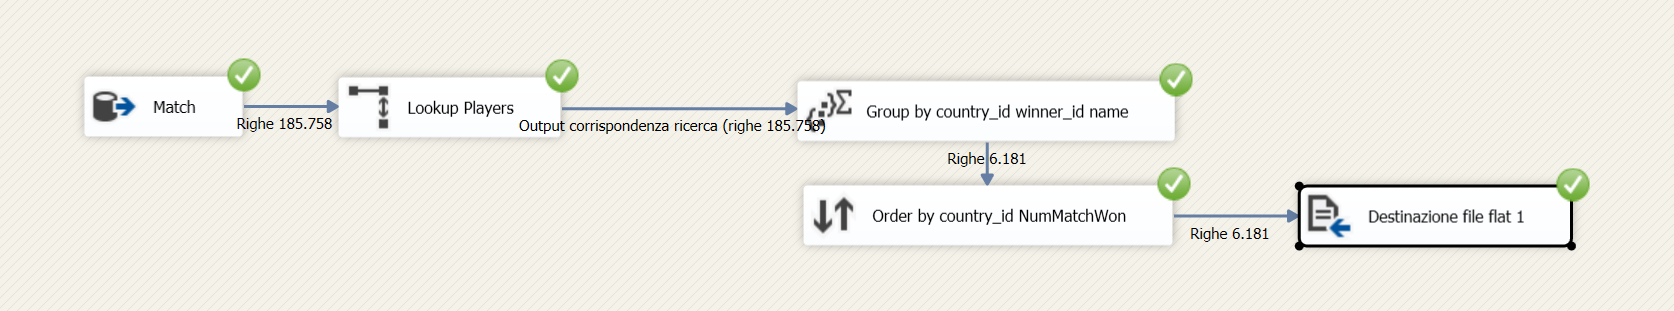 Match
Righe 185.758
Lookup Players
Output corrispondenza ricerca (righe 185.758)
Group by country_id winner_id name
Righe 6.181
Order by country_id NumMatchWon
Righe 6.181
Destinazione file flat 1